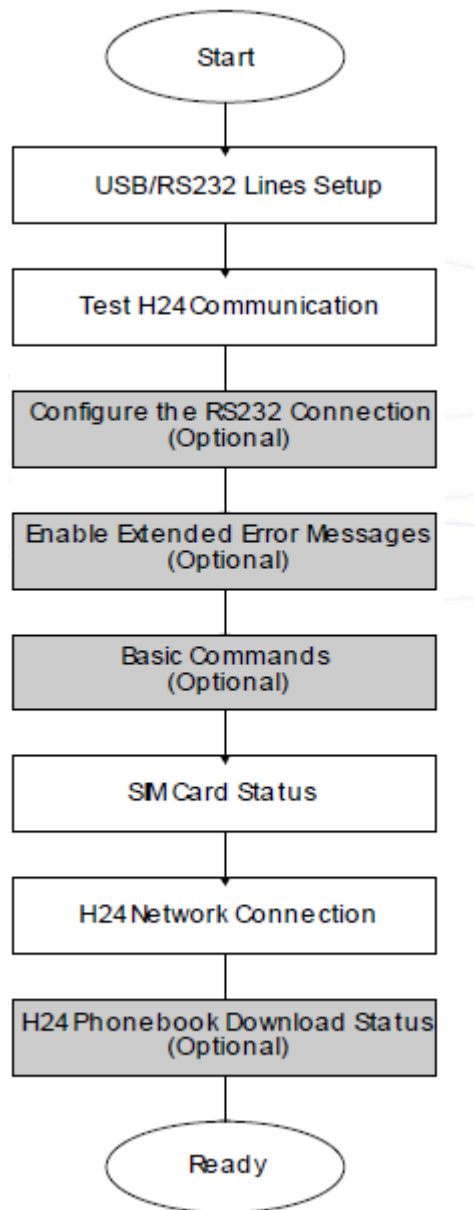 Start
USB/RS232 Lines Setup
Test H24 Communication
Configure the RS232 Connection
(Optional)
Enable Extended Error Messages
(Optional)
Basic Commands
(Optional)
SIM Card Status
H24 Network Connection
H24 Phonebook Download Status
(Optional)
Ready